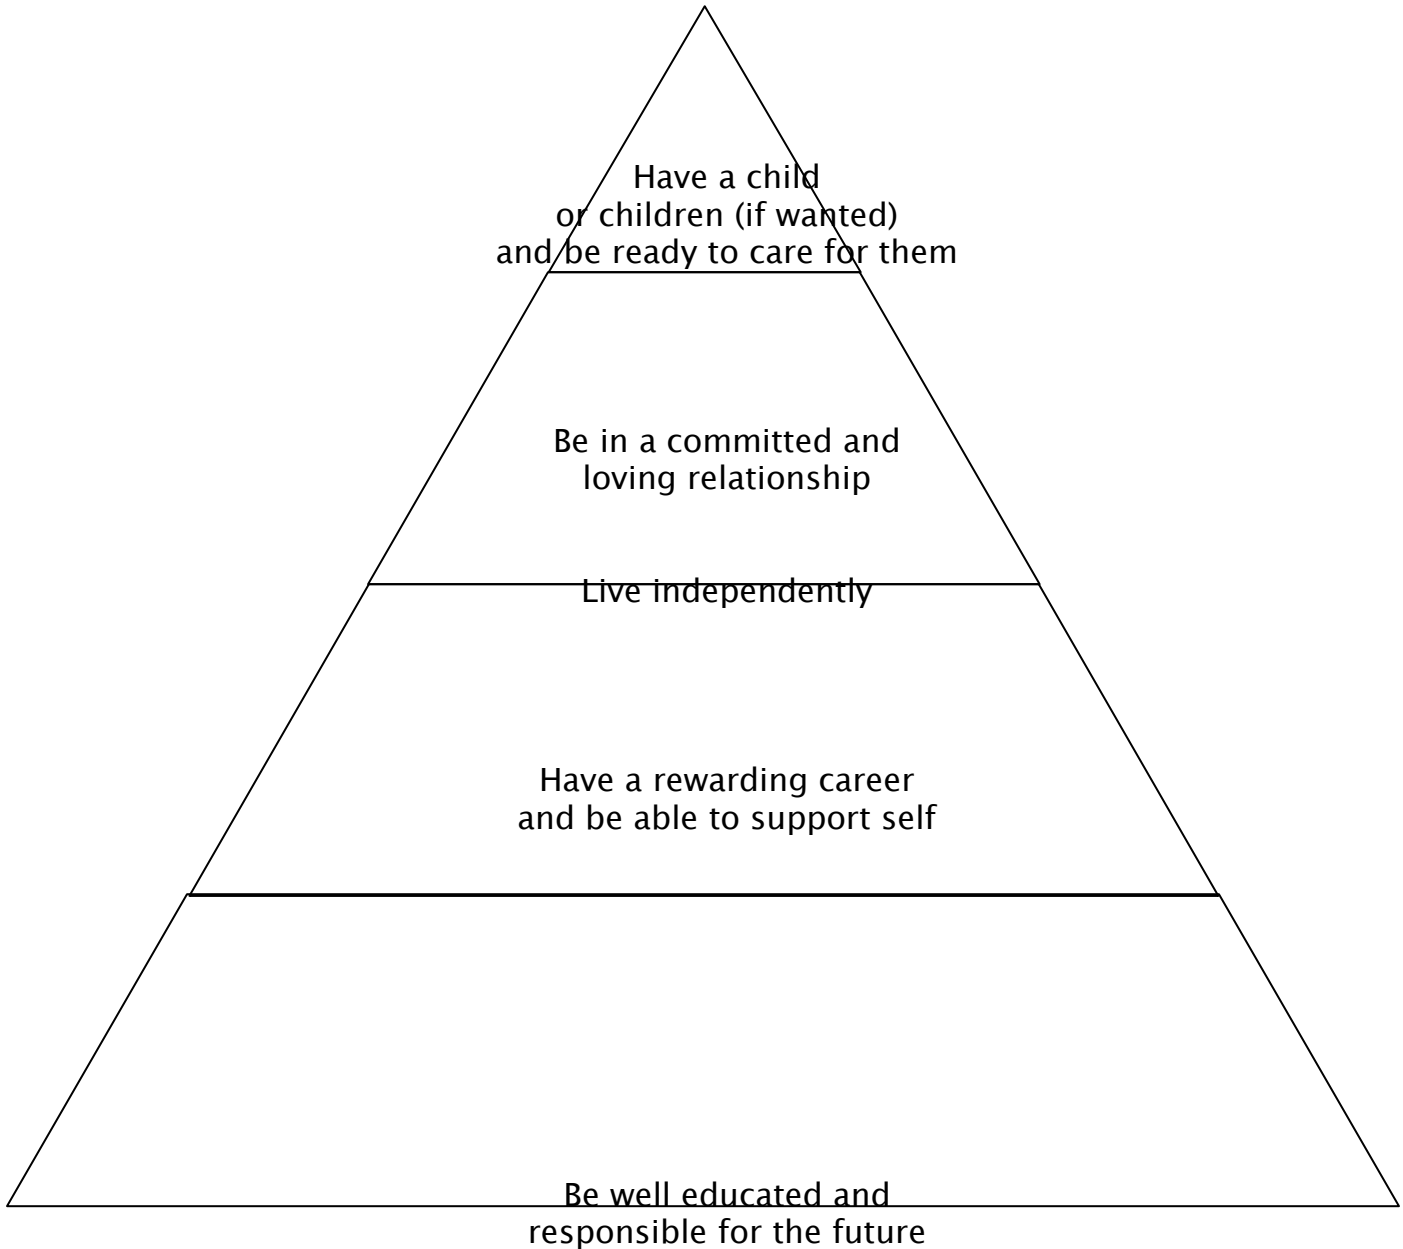 Have a child
or children (if wanted)
and be ready to care for them
Be in a committed and
loving relationship
Live independently
Have a rewarding career
and be able to support self
Be well educated and
responsible for the future